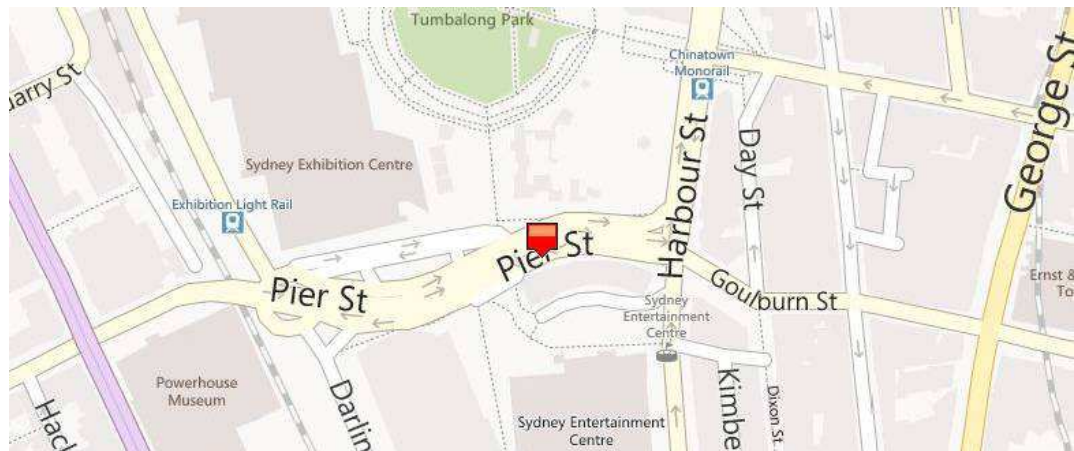 Tumbalong Park
Chinatown
Monorail
arry St
George St
Sydney Exhibition Centre
Day St
Harbour St
Exhibition Light Rail
Pier St
Pier St
Ernst &
To
Goulburn St
Sydney
Entertainment
Centre
Powerhouse
Museum
Hack
Darlin
Sydney Entertainment
Centre
Kimbe
Dixon St